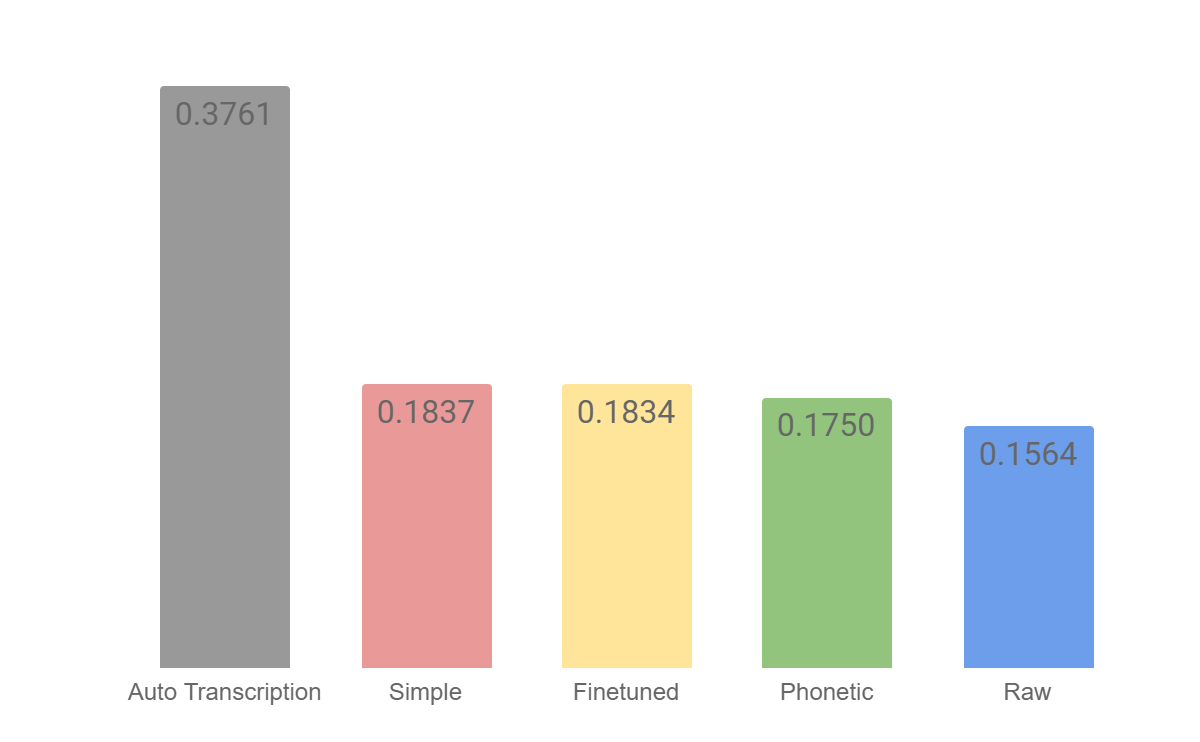 0.3761
0.1837
0.1834
0.1750
0.1564
Auto Transcription
Simple
Finetuned
Phonetic
Raw